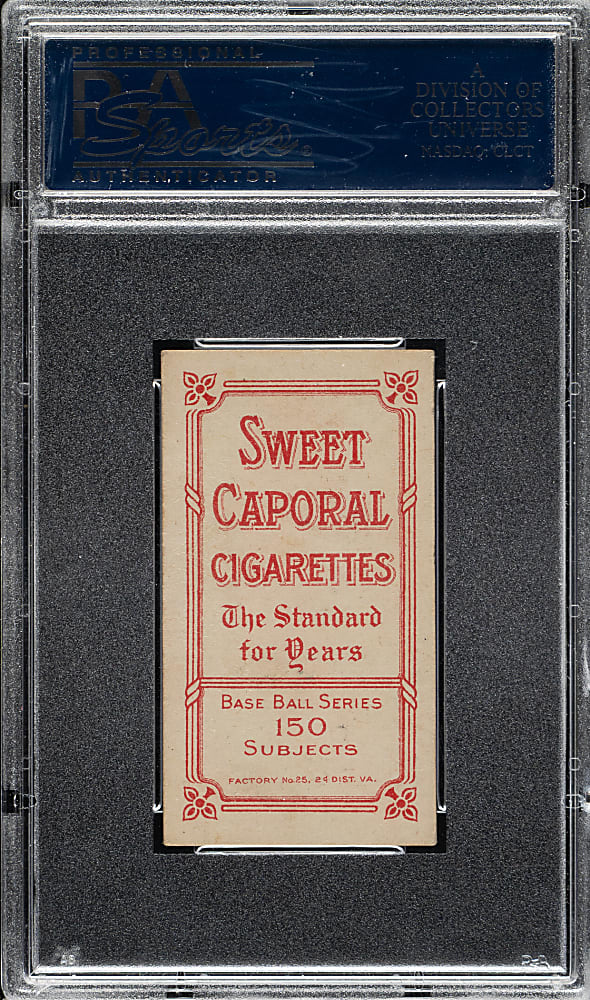 PROFESSIONAL
PSA
Sports
AUTHENTICATOR
A
DIVISION OF
COLLECTORS
UNIVERSE
NASDAQ: CLCT
SWEET
CAPORAL
CIGARETTES
The Standard
for Years
BASE BALL SERIES
150
SUBJECTS
FACTORY No. 25, 2d DIST. VA.